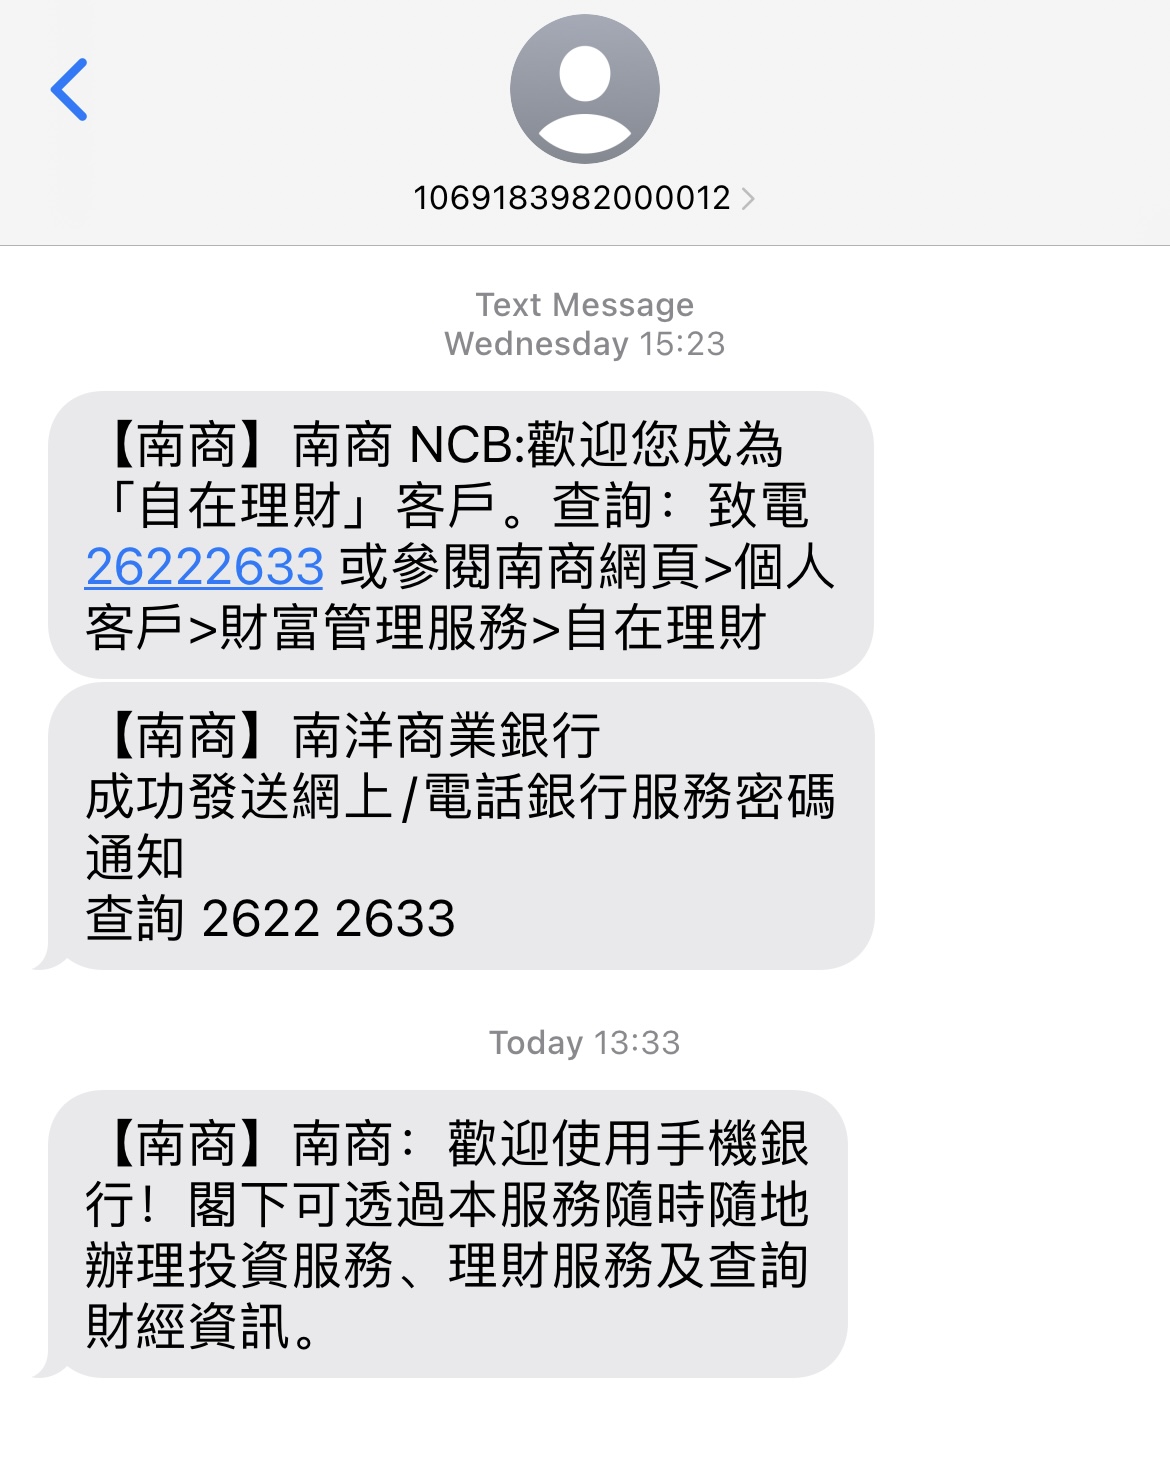 1069183982000012
Text Message
Wednesday 15:23
【南商】南商 NCB:歡迎您成為
「自在理財」客戶。查詢：致電
26222633 或參閱南商網頁>個人
客戶>財富管理服務>自在理財
【南商】南洋商業銀行
成功發送網上/電話銀行服務密碼
通知
查詢 2622 2633
Today 13:33
【南商】南商：歡迎使用手機銀
行！閣下可透過本服務隨時隨地
辦理投資服務、理財服務及查詢
財經資訊。